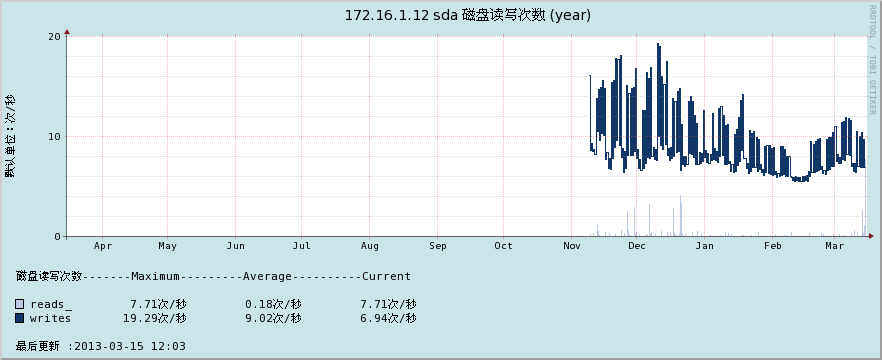 172.16.1.12 sda 磁盘读写次数 (year)
RRDTOOL / TOBI OETIKER
默认单位：次/秒
20
10
0
Apr May Jun Jul Aug Sep Oct Nov Dec Jan Feb Mar
磁盘读写次数-------Maximum---------Average----------Current
reads_ 7.71次/秒 0.18次/秒 7.71次/秒
writes 19.29次/秒 9.02次/秒 6.94次/秒
最后更新 :2013-03-15 12:03